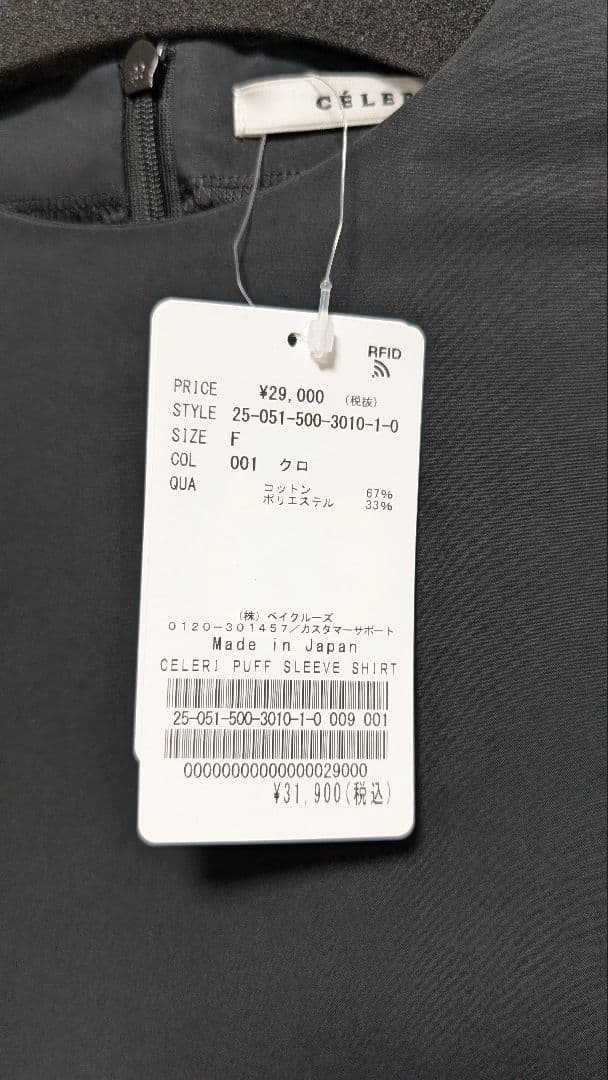 CÉLER
RFID
PRICE ¥29,000 (税抜)
STYLE 25-051-500-3010-1-0
SIZE F
COL 001 クロ
QUA コットン 67%
ポリエステル 33%
(株) ベイクルーズ
0120-301457/カスタマーサポート
Made in Japan
CELERI PUFF SLEEVE SHIRT
25-051-500-3010-1-0 009 001
00000000000000029000
¥31,900(税込)